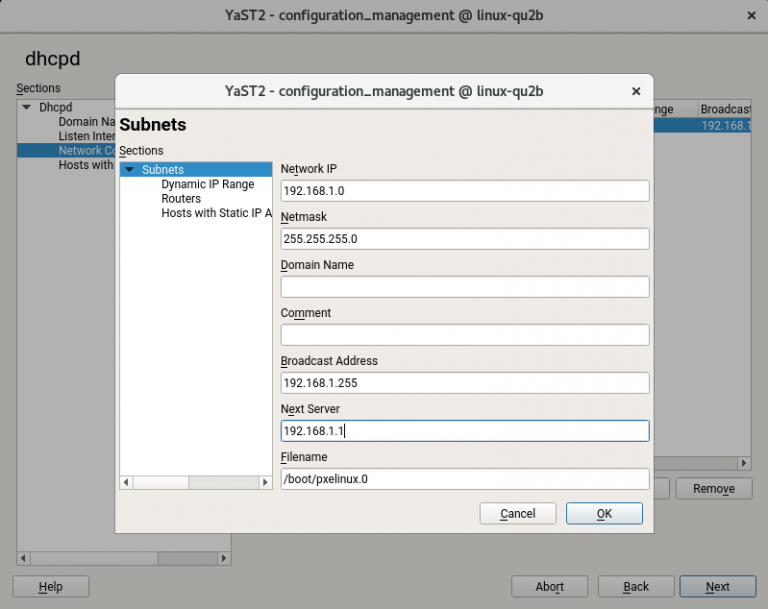 YaST2 - configuration_management @ linux-qu2b
dhcpd
Sections
Dhcpd
Domain Na
Listen Inter
Network Co
Hosts with
nge Broadcast
192.168.1
Remove
Help
Abort
Back
Next
YaST2 - configuration_management @ linux-qu2b
Subnets
Sections
Subnets
Dynamic IP Range
Routers
Hosts with Static IP A
Network IP
192.168.1.0
Netmask
255.255.255.0
Domain Name
Comment
Broadcast Address
192.168.1.255
Next Server
192.168.1.1
Filename
/boot/pxelinux.0
Cancel
OK